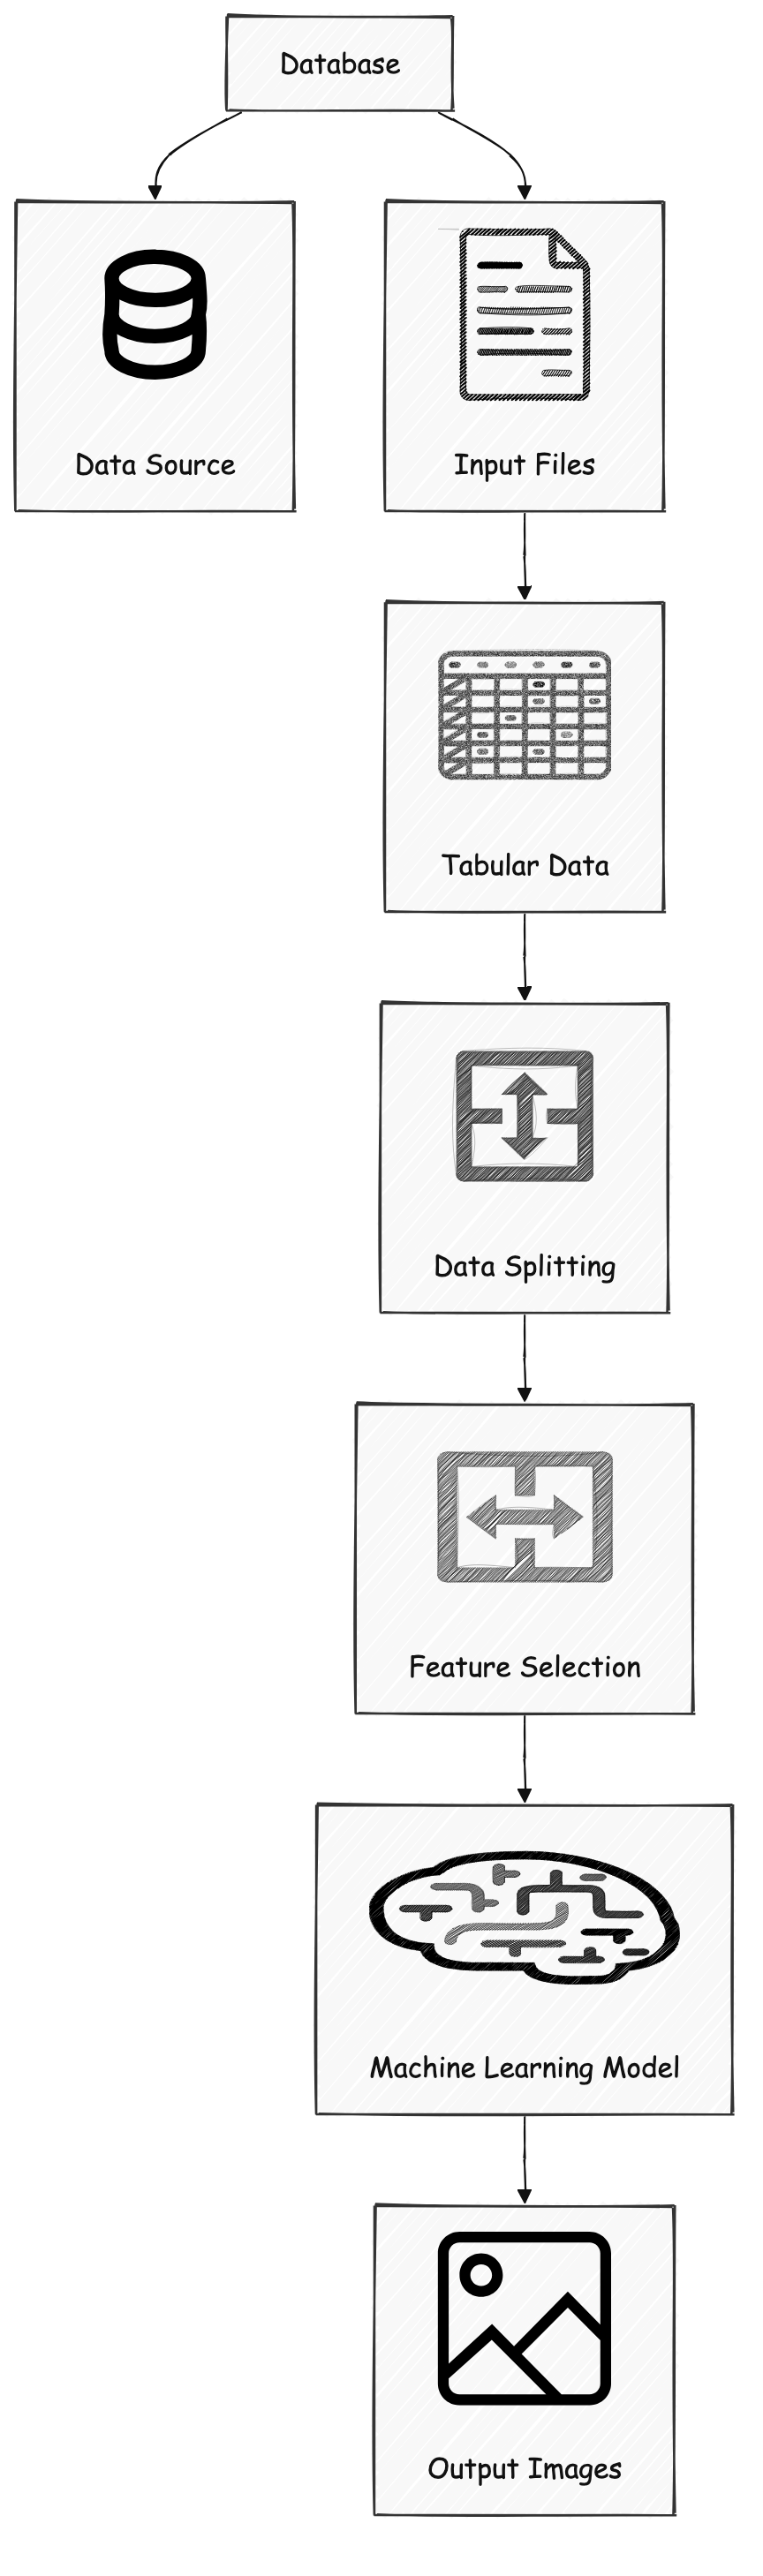 Database
Data Source
Input Files
Tabular Data
Data Splitting
Feature Selection
Machine Learning Model
Output Images